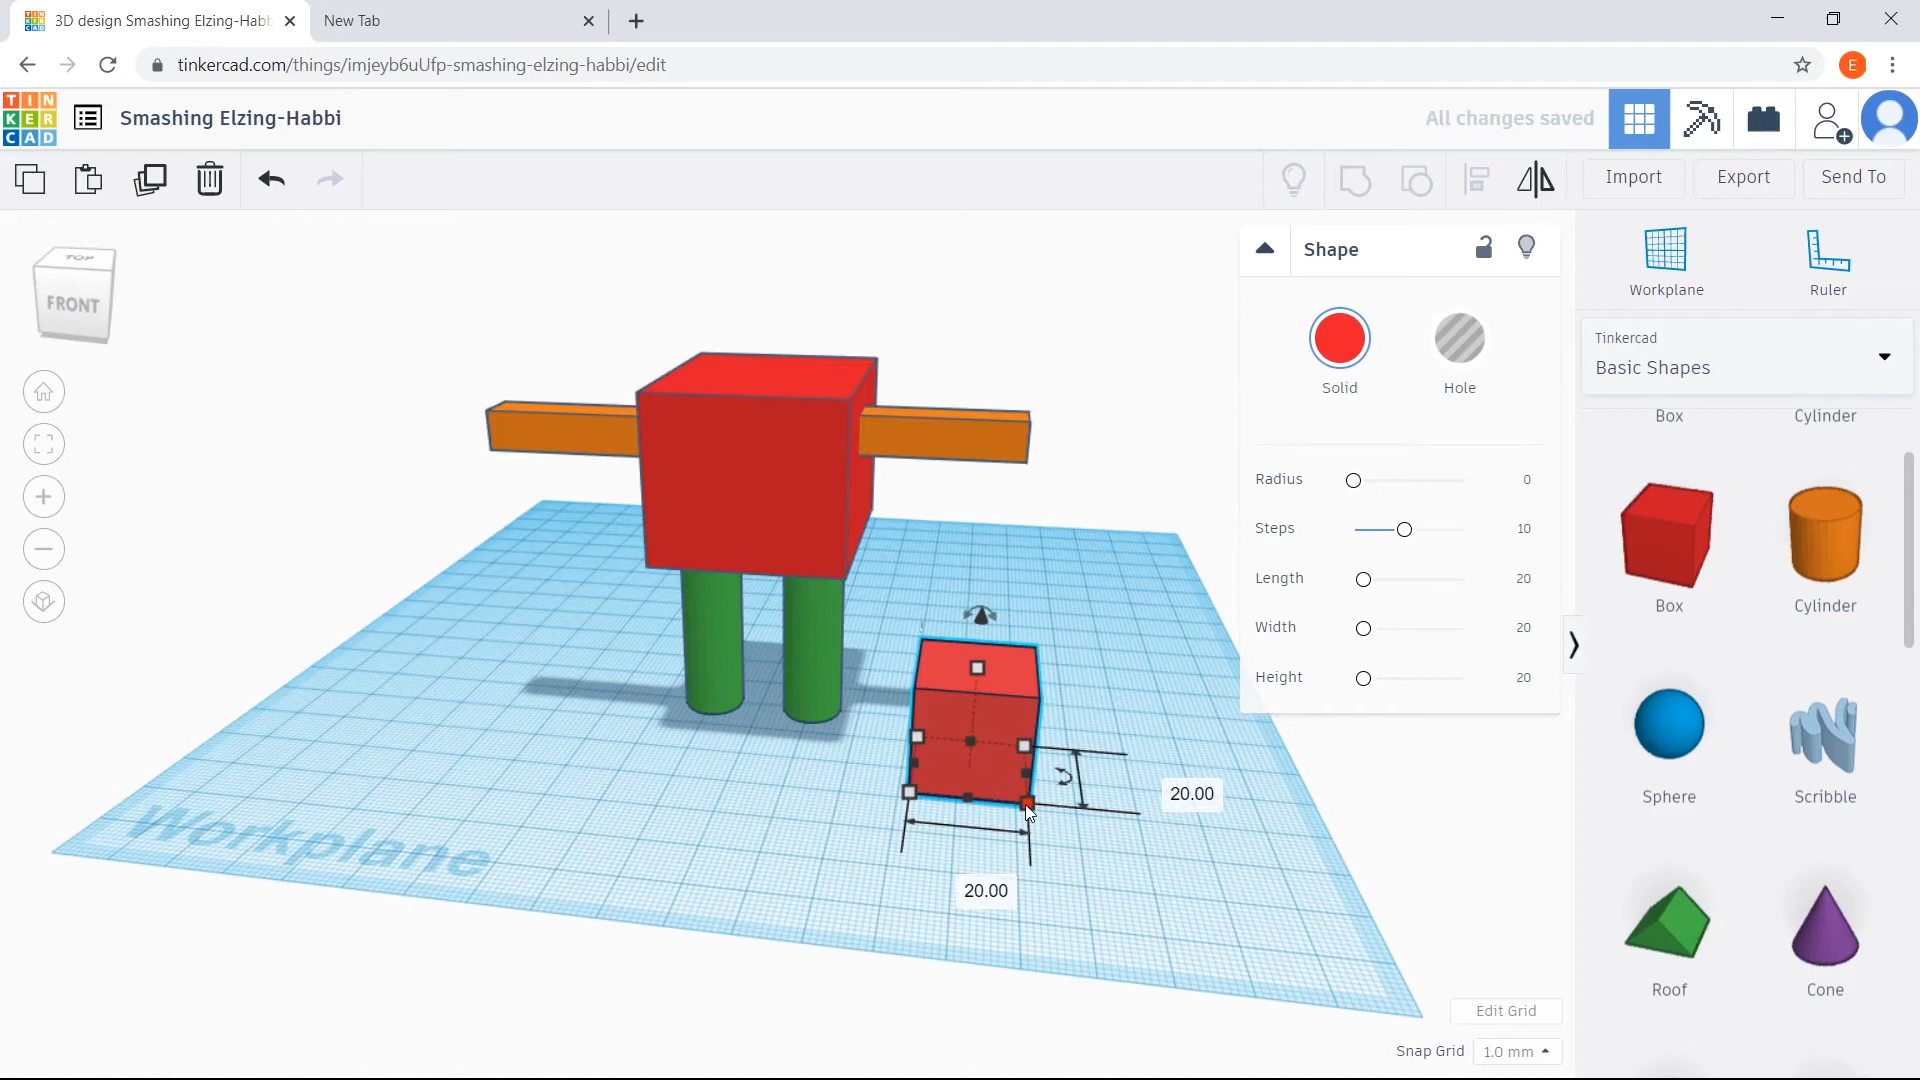 3D design Smashing Elzing-Habb
New Tab
tinkercad.com/things/imjeyb6uUfp-smashing-elzing-habbi/edit
E
TIN
KER
CAD
Smashing Elzing-Habbi
All changes saved
Import
Export
Send To
TOP
FRONT
Shape
Solid
Hole
Radius 0
Steps 10
Length 20
Width 20
Height 20
Workplane
Ruler
Tinkercad
Basic Shapes
Box
Cylinder
Box
Cylinder
Sphere
Scribble
Roof
Cone
Workplane
20.00
20.00
Edit Grid
Snap Grid 1.0 mm